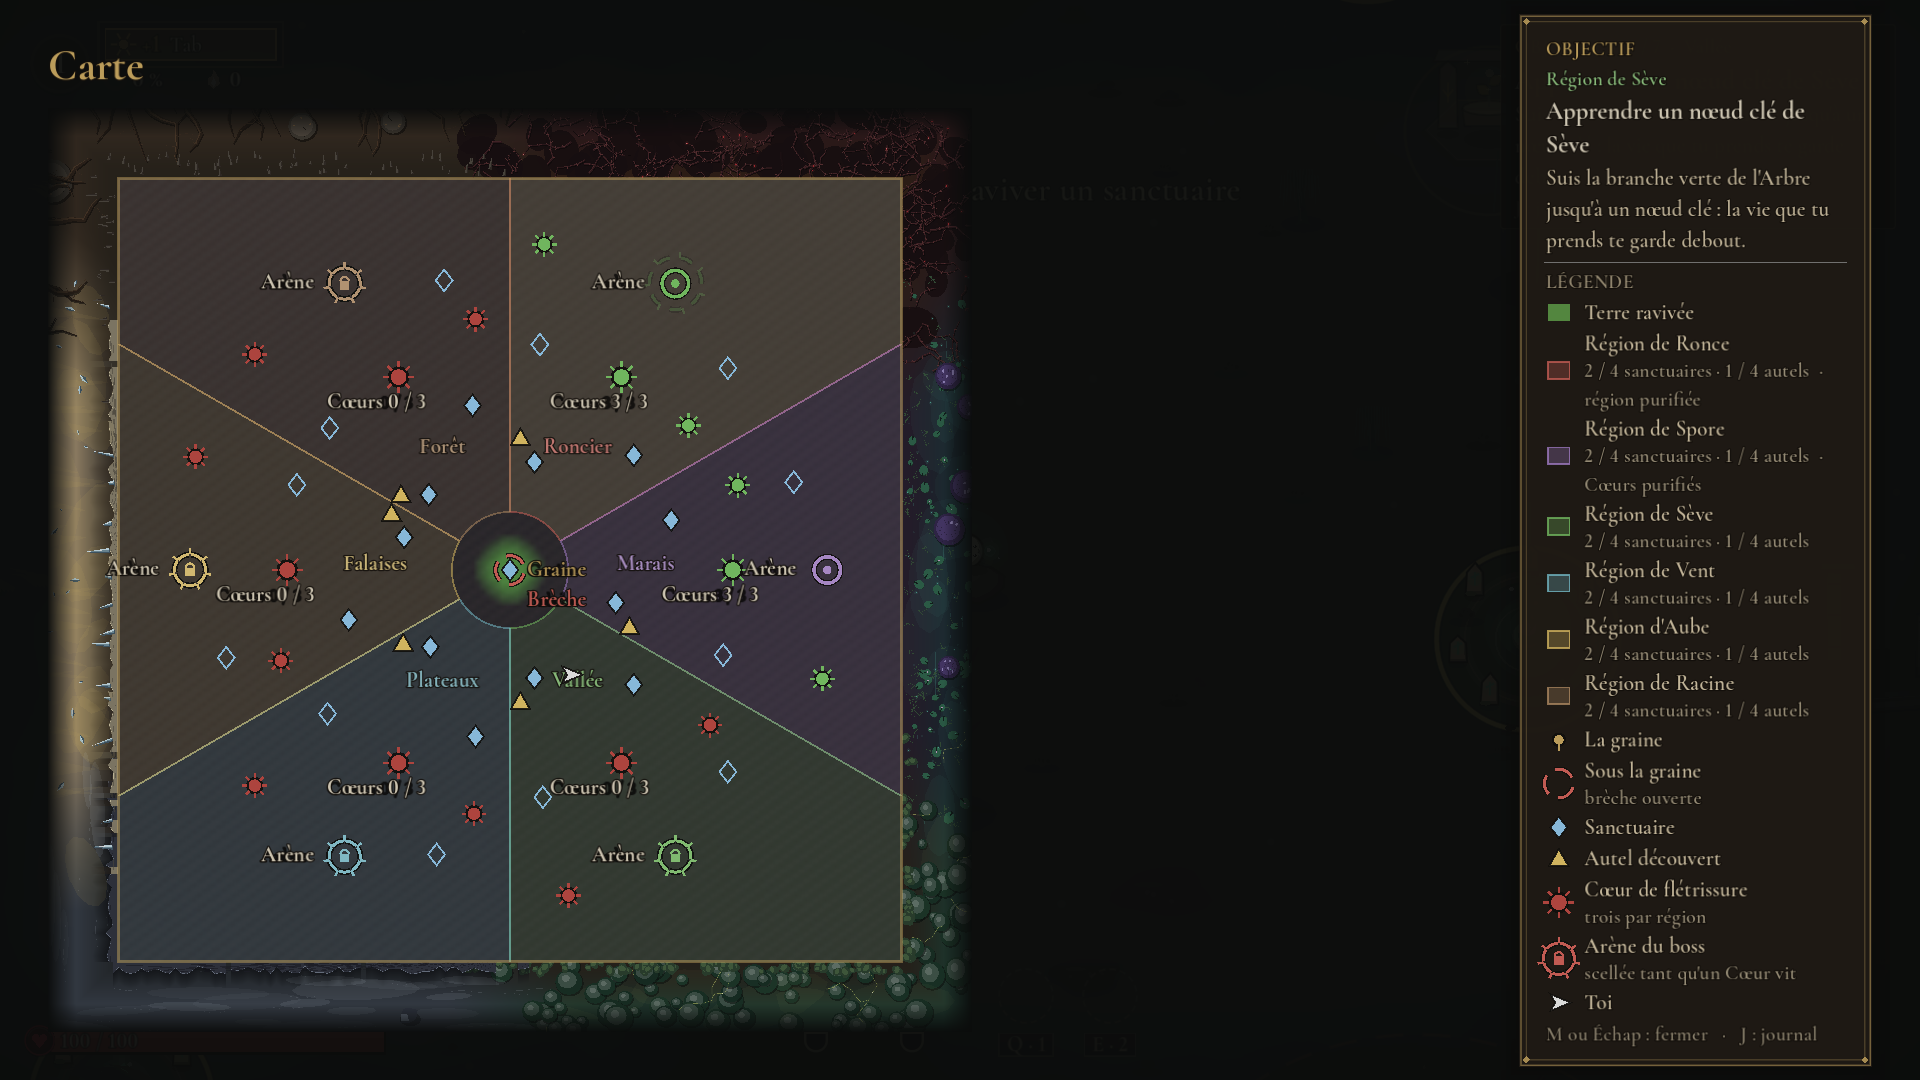 Carte
aviver un sanctuaire
Arène
Arène
Cœurs 0 / 3
Cœurs 3 / 3
Forêt
Roncier
Falaises
Graine
Marais
Arène
Arène
Cœurs 0 / 3
Brèche
Cœurs 3 / 3
Plateaux
Vallée
Cœurs 0 / 3
Cœurs 0 / 3
Arène
Arène
Q · 1
E · 2
OBJECTIF
Région de Sève
Apprendre un nœud clé de
Sève
Suis la branche verte de l'Arbre
jusqu'à un nœud clé : la vie que tu
prends te garde debout.
LÉGENDE
Terre ravivée
Région de Ronce
2 / 4 sanctuaires · 1 / 4 autels ·
région purifiée
Région de Spore
2 / 4 sanctuaires · 1 / 4 autels ·
Cœurs purifiés
Région de Sève
2 / 4 sanctuaires · 1 / 4 autels
Région de Vent
2 / 4 sanctuaires · 1 / 4 autels
Région d'Aube
2 / 4 sanctuaires · 1 / 4 autels
Région de Racine
2 / 4 sanctuaires · 1 / 4 autels
La graine
Sous la graine
brèche ouverte
Sanctuaire
Autel découvert
Cœur de flétrissure
trois par région
Arène du boss
scellée tant qu'un Cœur vit
Toi
M ou Échap : fermer · J : journal